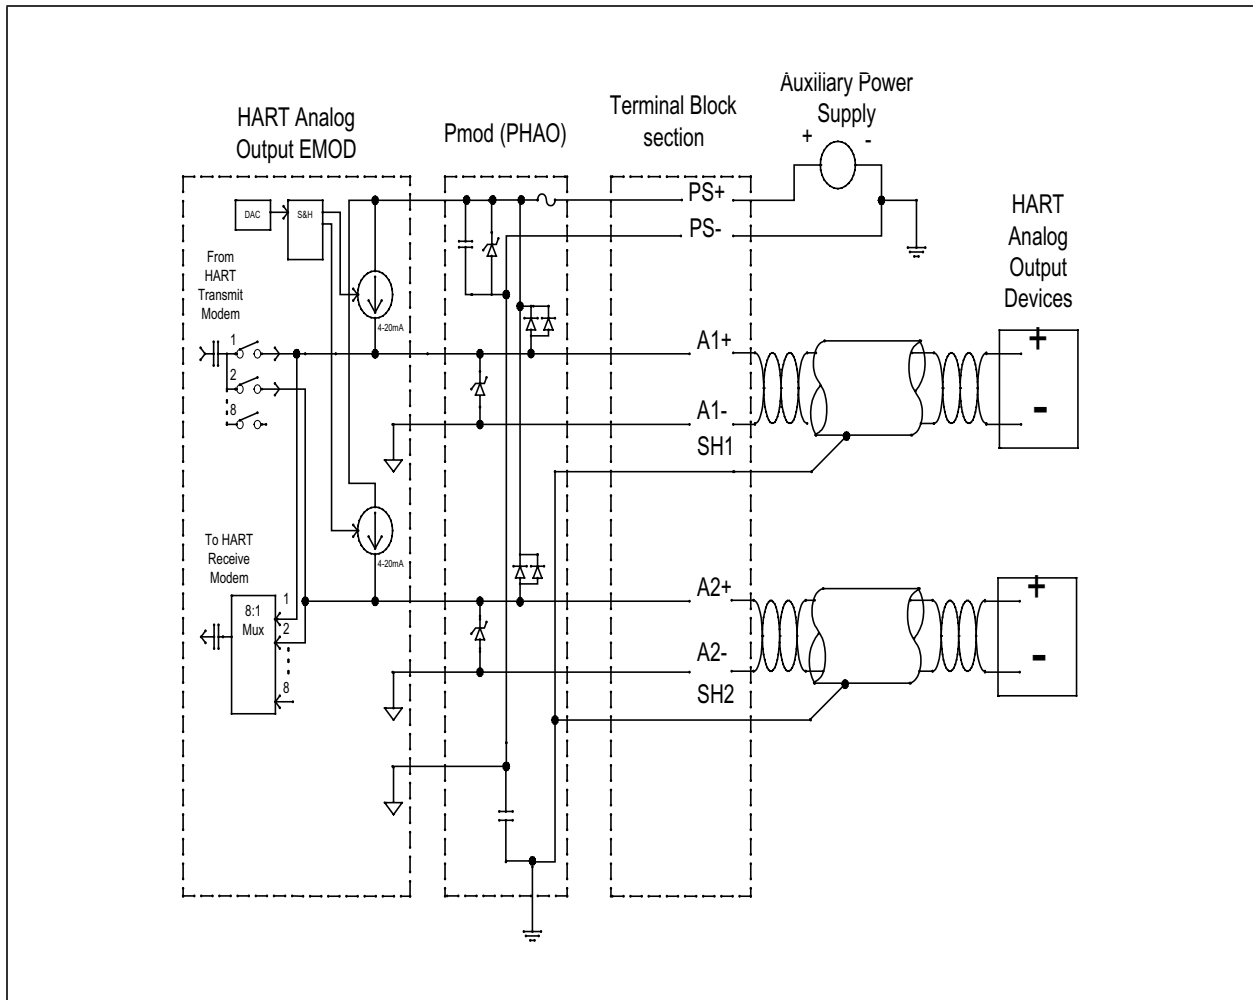 HART Analog
Output EMOD
Pmod (PHAO)
Terminal Block
section
Auxiliary Power
Supply
+ -
DAC
S&H
PS+
PS-
HART
Analog
Output
Devices
From
HART
Transmit
Modem
4-20mA
1
2
8
A1+
A1-
SH1
+
-
To HART
Receive
Modem
4-20mA
8:1
Mux
1
2
8
A2+
A2-
SH2
+
-